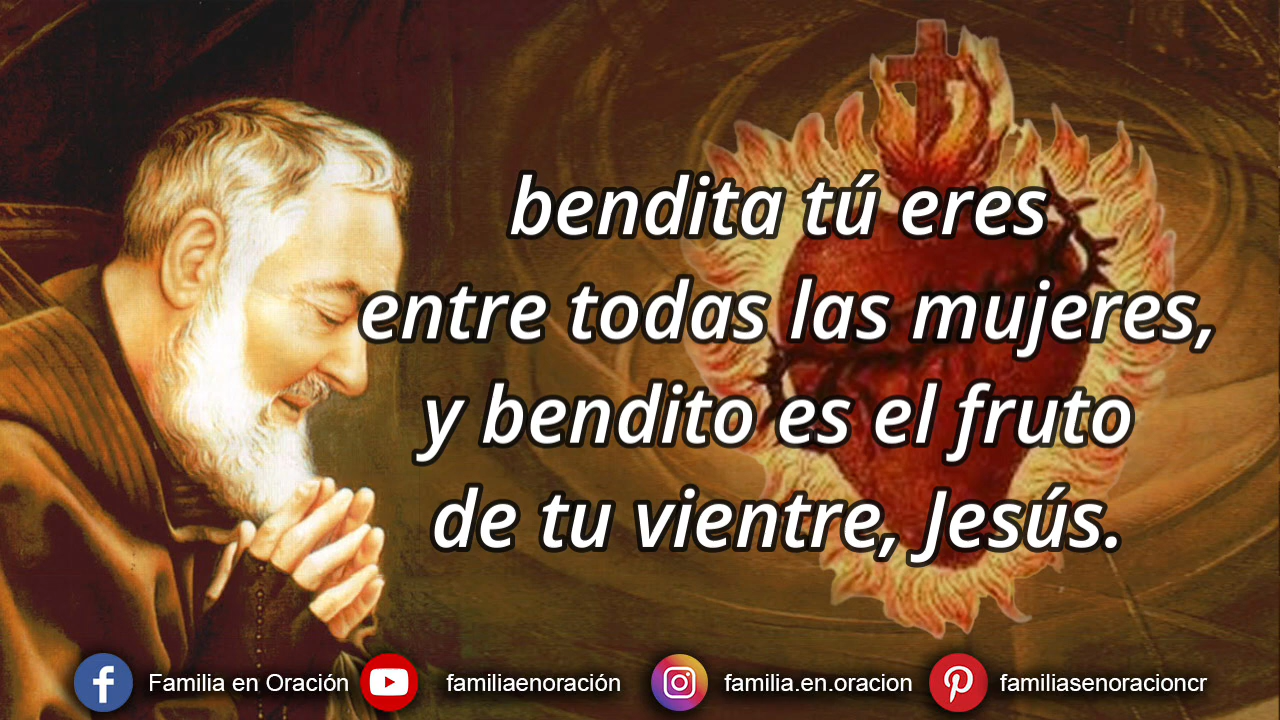 bendita tú eres
entre todas las mujeres,
y bendito es el fruto
de tu vientre, Jesús.
Familia en Oración familiaenoración familia.en.oracion familiasenoracioncr